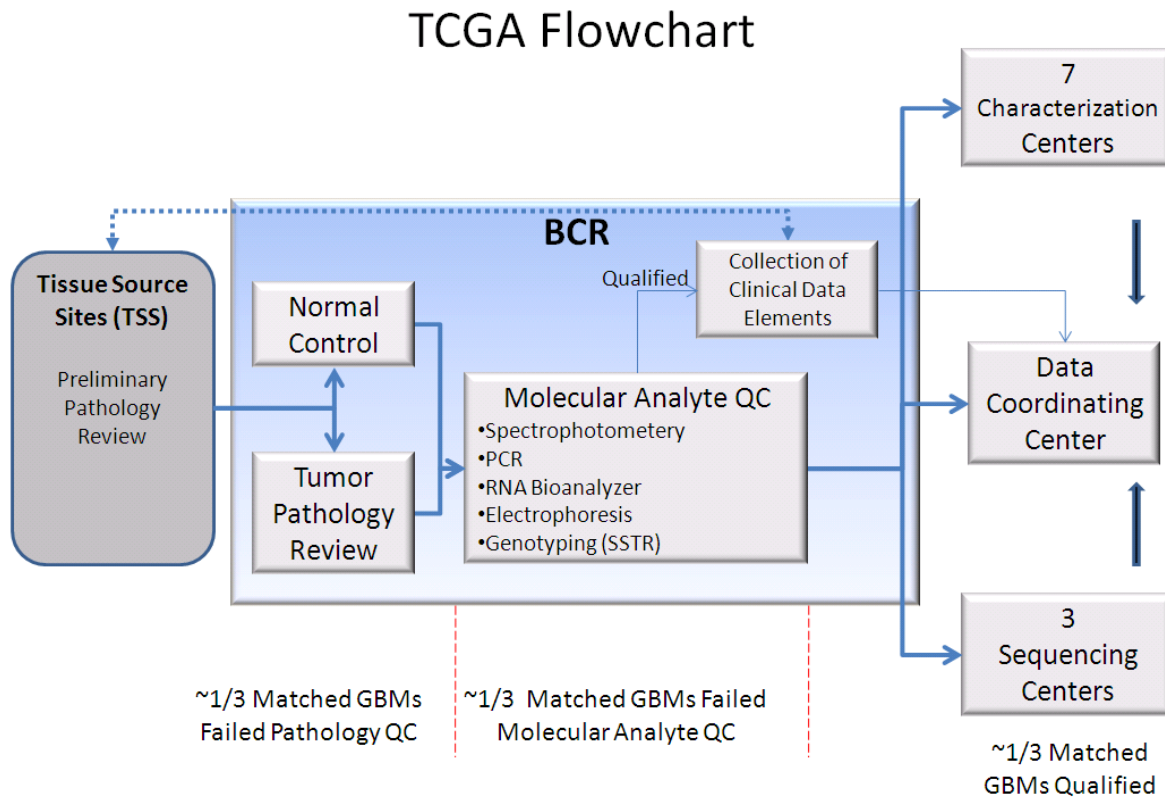 TCGA Flowchart
7
Characterization
Centers
BCR
Tissue Source
Sites (TSS)
Preliminary
Pathology
Review
Normal
Control
Tumor
Pathology
Review
Qualified
Collection of
Clinical Data
Elements
Molecular Analyte QC
•Spectrophotometery
•PCR
•RNA Bioanalyzer
•Electrophoresis
•Genotyping (SSTR)
Data
Coordinating
Center
3
Sequencing
Centers
~1/3 Matched GBMs
Failed Pathology QC
~1/3 Matched GBMs Failed
Molecular Analyte QC
~1/3 Matched
GBMs Qualified